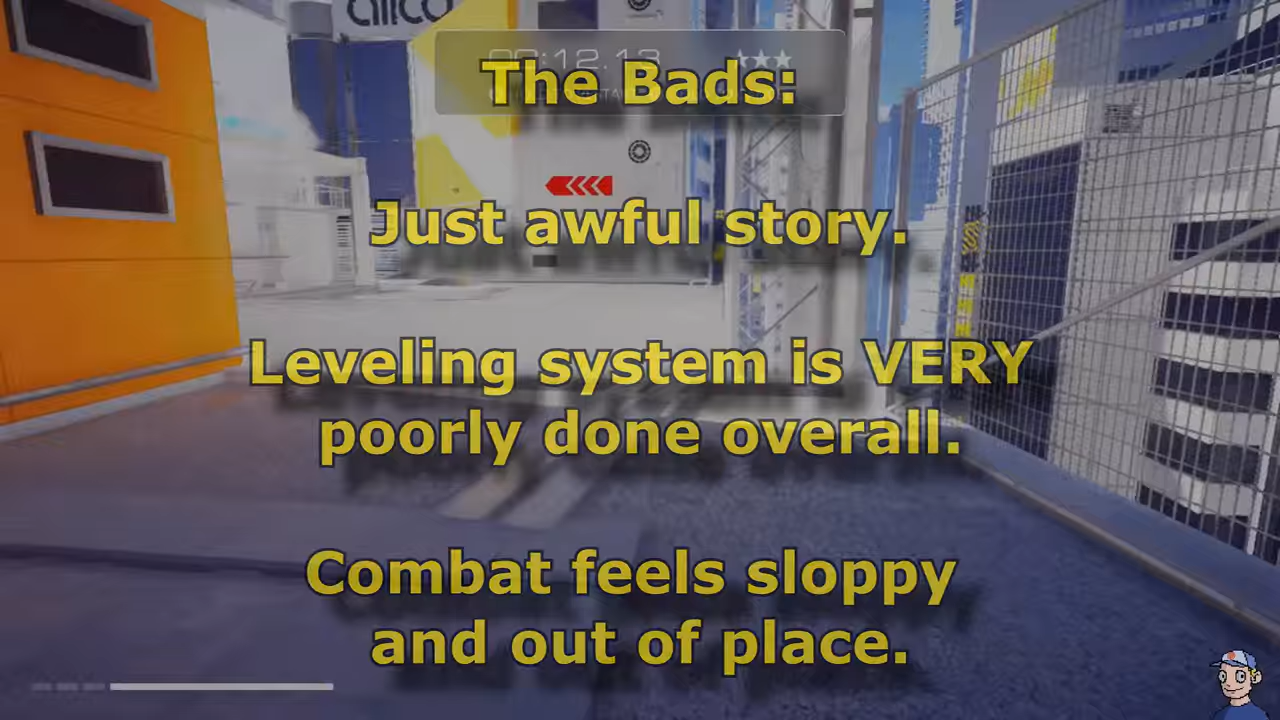 The Bads:
Just awful story.
Leveling system is VERY
poorly done overall.
Combat feels sloppy
and out of place.